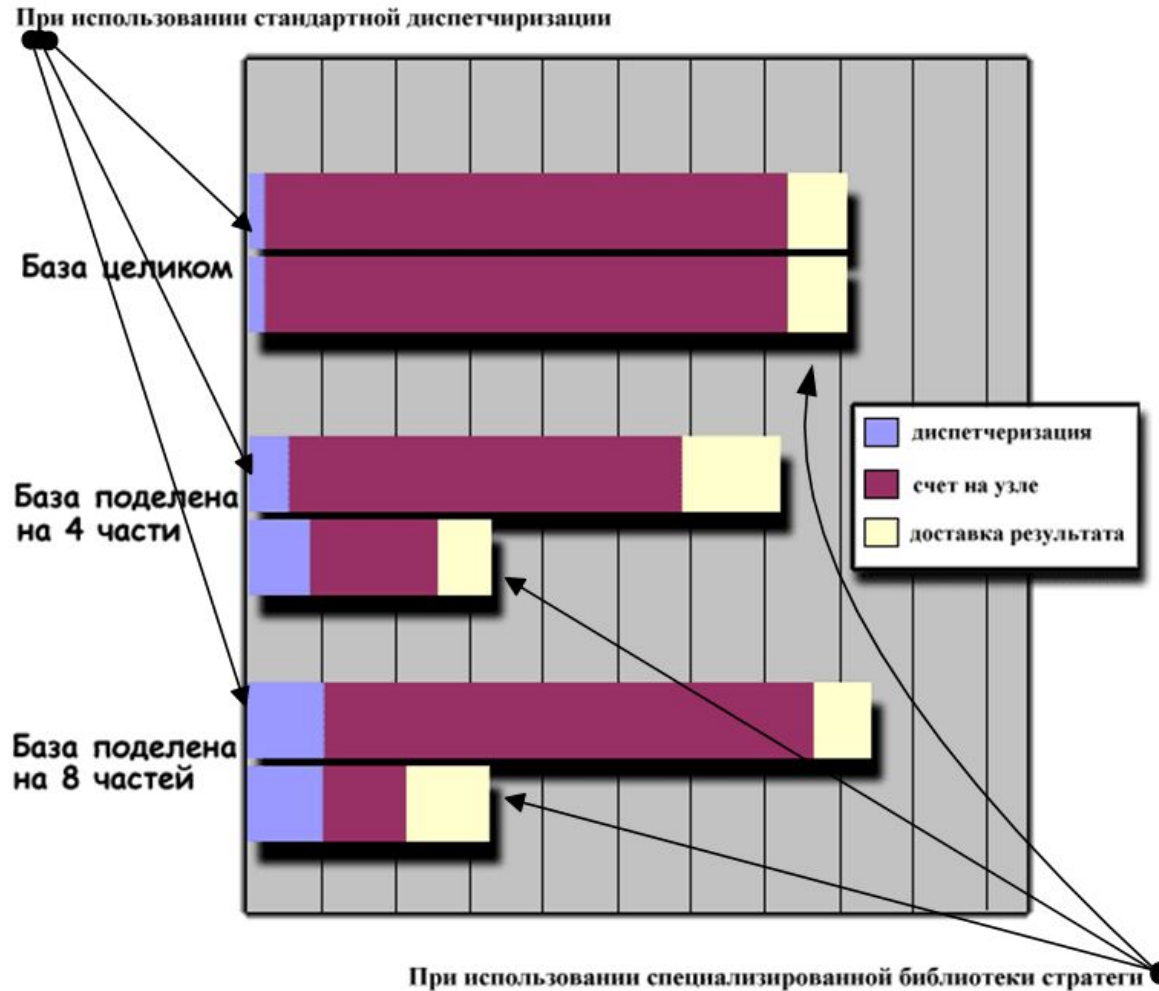 При использовании стандартной диспетчиризации
База целиком
База поделена
на 4 части
База поделена
на 8 частей
диспетчеризация
счет на узле
доставка результата
При использовании специализированной библиотеки стратеги